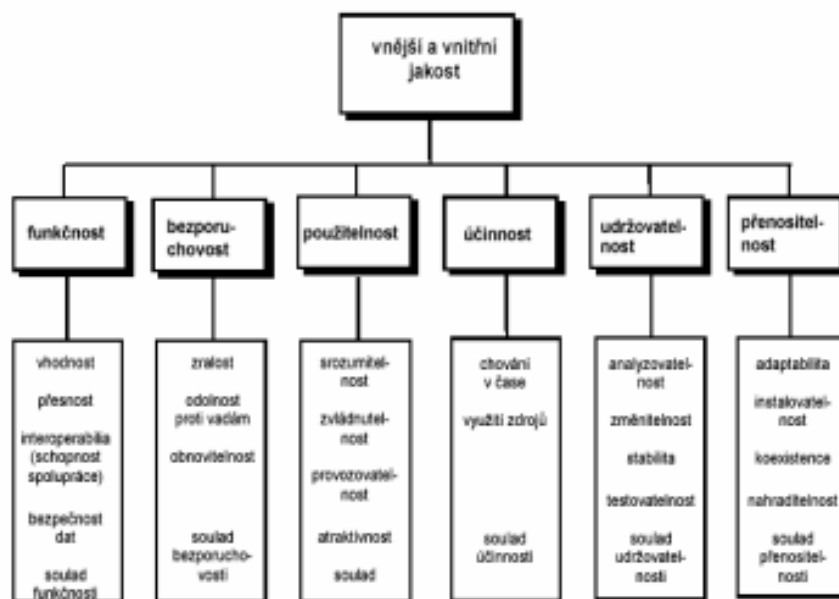 vnější a vnitřní
jakost
funkčnost
bezporu-
chovost
použitelnost
účinnost
udržovatel-
nost
přenositel-
nost
vhodnost
přesnost
interoperabilia
(schopnost
spolupráce)
bezpečnost
dat
soulad
funkčnosti
zralost
odolnost
proti vadám
obnovitelnost
soulad
bezporucho-
vosti
srozumitel-
nost
zvládnutel-
nost
provozovatel-
nost
atraktivnost
soulad
chování
v čase
využití zdrojů
soulad
účinnosti
analyzovatel-
nost
změnitelnost
stabilita
testovatelnost
soulad
udržovatel-
nosti
adaptabilita
instalovatel-
nost
koexistence
nahraditelnost
soulad
přenositel-
nosti